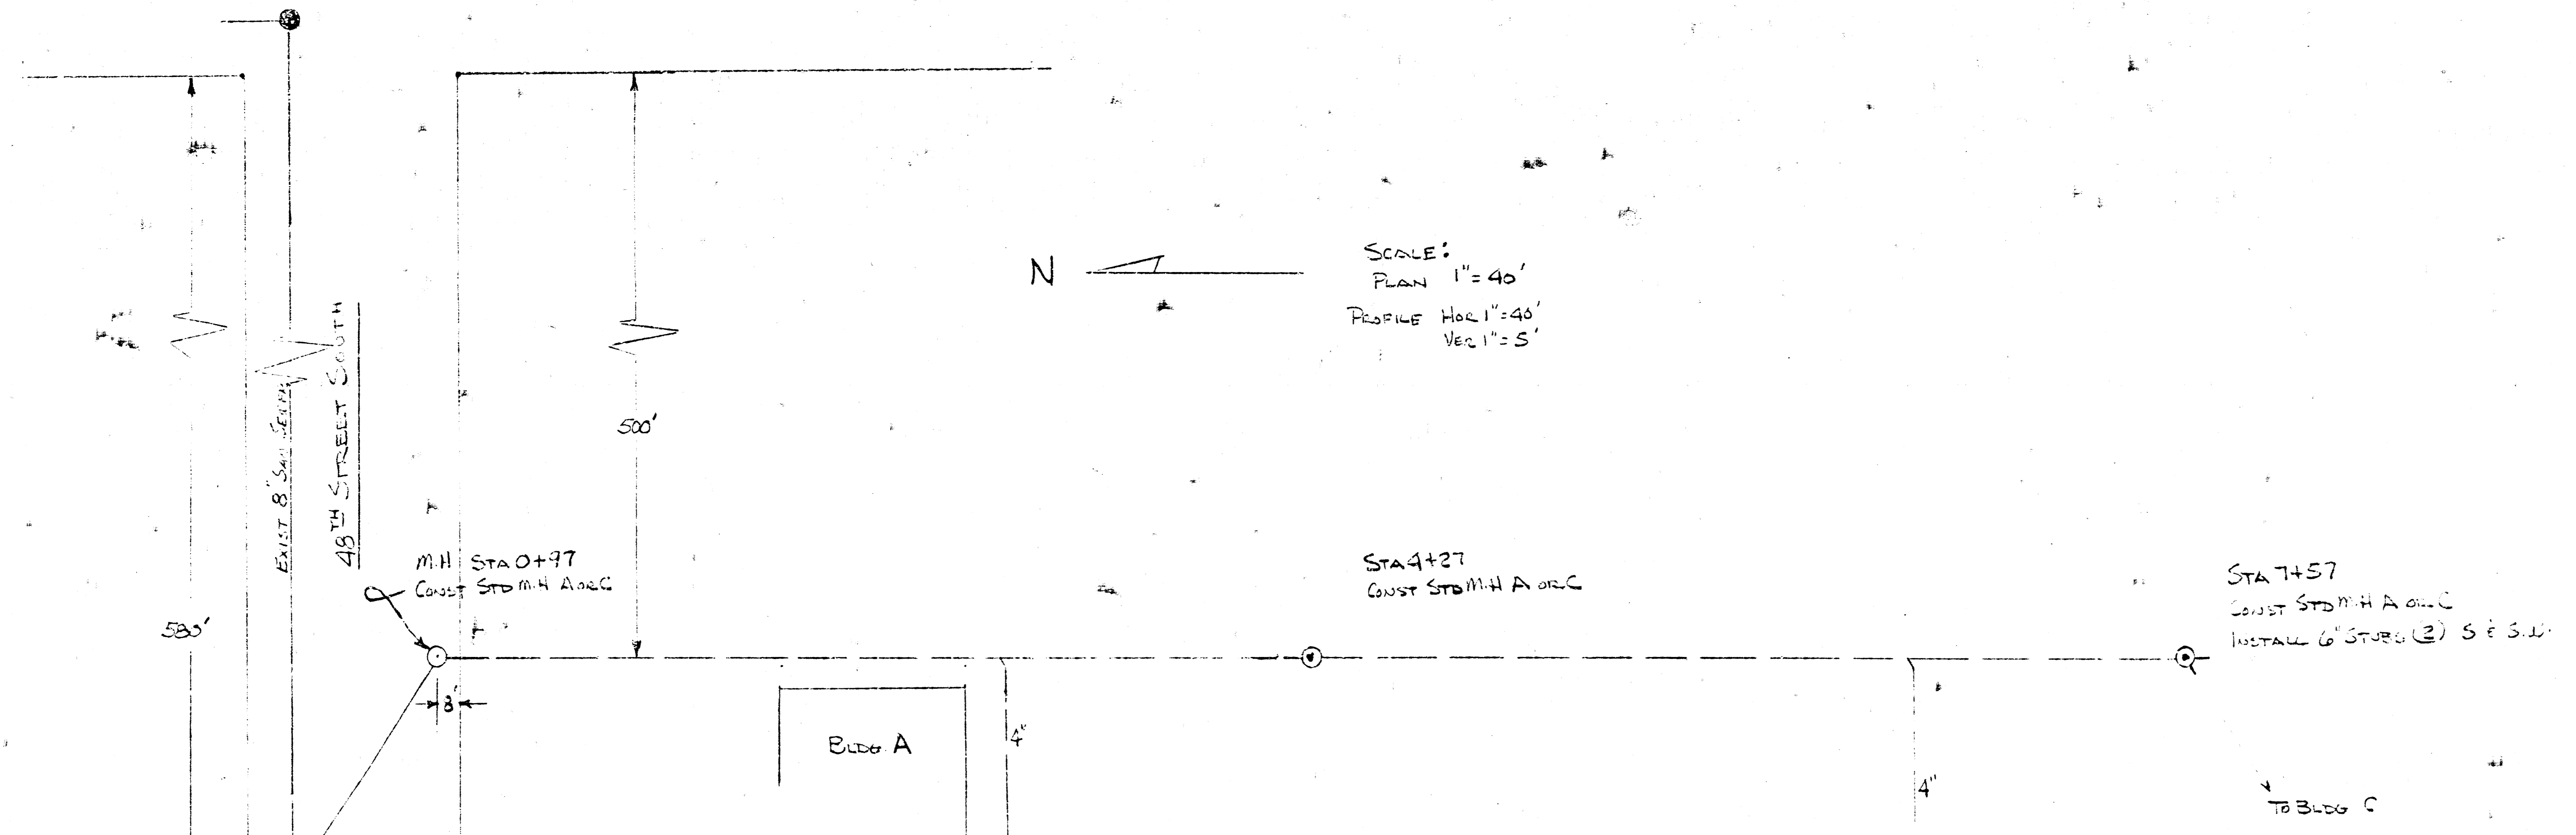 N
SCALE:
PLAN 1"=40'
PROFILE HOR 1"=40'
VER 1"=5'
EXIST 8" SAN SEWER
48TH STREET SOUTH
500'
580'
M.H STA 0+97
CONST STD M.H A OR C
STA 4+27
CONST STD M.H A OR C
STA 7+57
CONST STD M.H A OR C
INSTALL 6" STUBS (2) S & S.W.
8'
BLDG. A
4"
4"
TO BLDG C